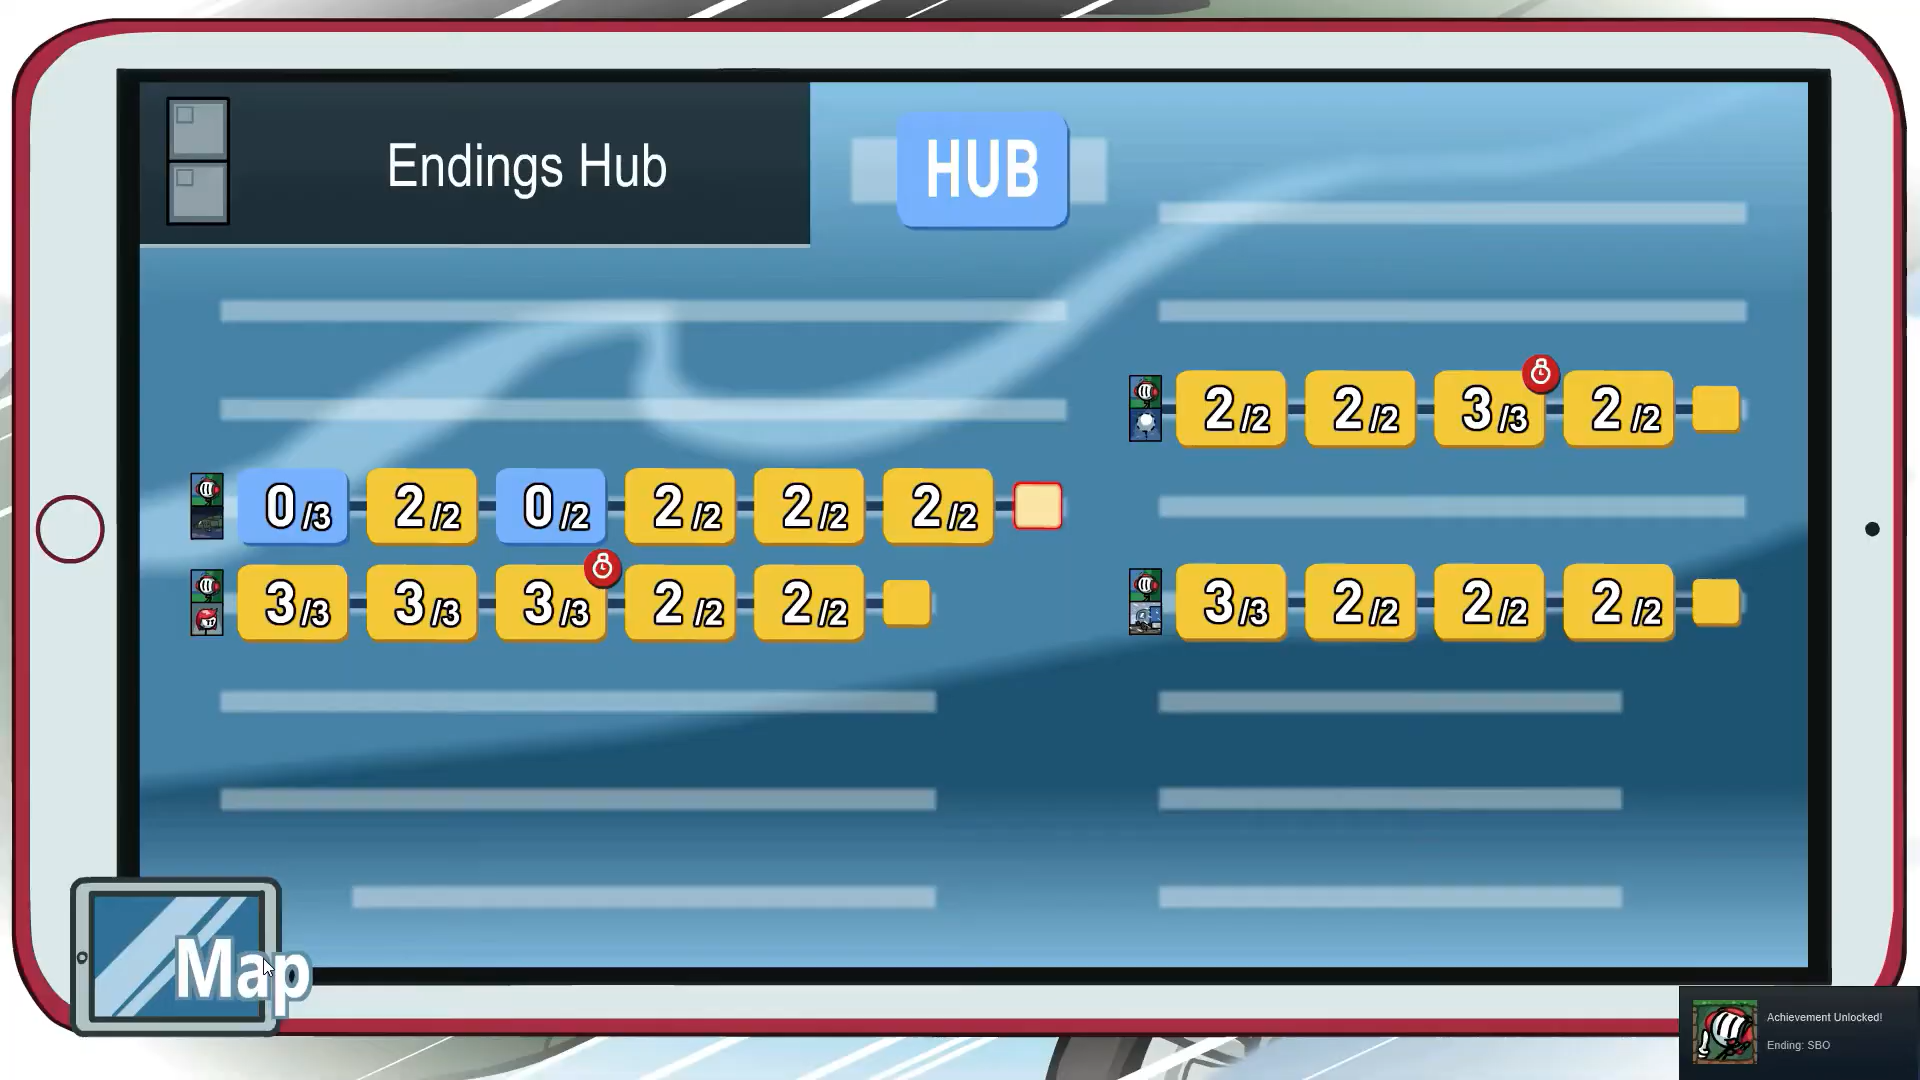 Endings Hub
HUB
2/2 2/2 3/3 2/2
0/3 2/2 0/2 2/2 2/2 2/2
3/3 3/3 3/3 2/2 2/2
3/3 2/2 2/2 2/2
Map
Achievement Unlocked!
Ending: SBO